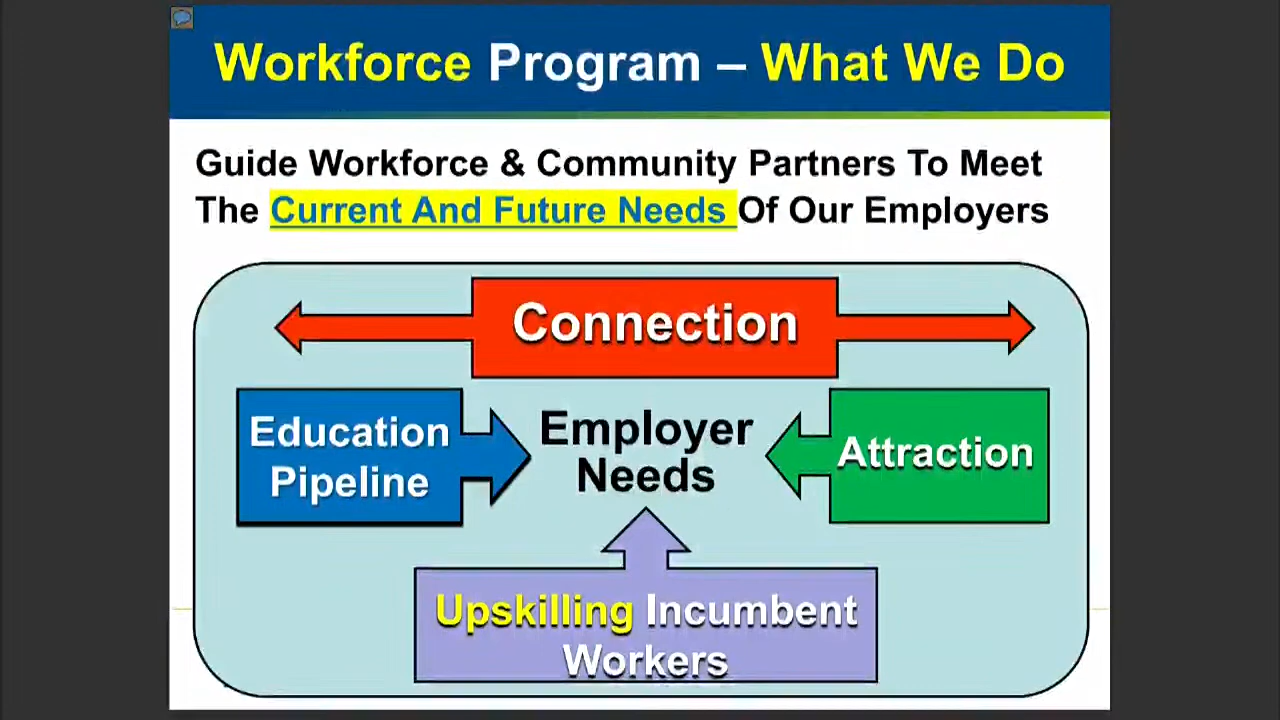 Workforce Program – What We Do
Guide Workforce & Community Partners To Meet
The Current And Future Needs Of Our Employers
Connection
Education
Pipeline
Employer
Needs
Attraction
Upskilling Incumbent
Workers